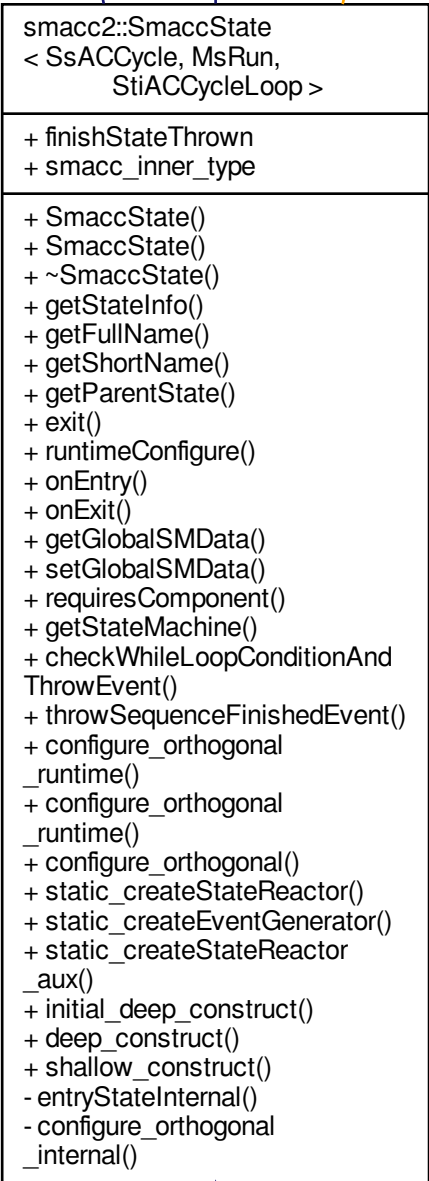 smacc2::SmaccState
< SsACCycle, MsRun,
StiACCycleLoop >
+ finishStateThrown
+ smacc_inner_type
+ SmaccState()
+ SmaccState()
+ ~SmaccState()
+ getStateInfo()
+ getFullName()
+ getShortName()
+ getParentState()
+ exit()
+ runtimeConfigure()
+ onEntry()
+ onExit()
+ getGlobalSMData()
+ setGlobalSMData()
+ requiresComponent()
+ getStateMachine()
+ checkWhileLoopConditionAnd
ThrowEvent()
+ throwSequenceFinishedEvent()
+ configure_orthogonal
_runtime()
+ configure_orthogonal
_runtime()
+ configure_orthogonal()
+ static_createStateReactor()
+ static_createEventGenerator()
+ static_createStateReactor
_aux()
+ initial_deep_construct()
+ deep_construct()
+ shallow_construct()
- entryStateInternal()
- configure_orthogonal
_internal()